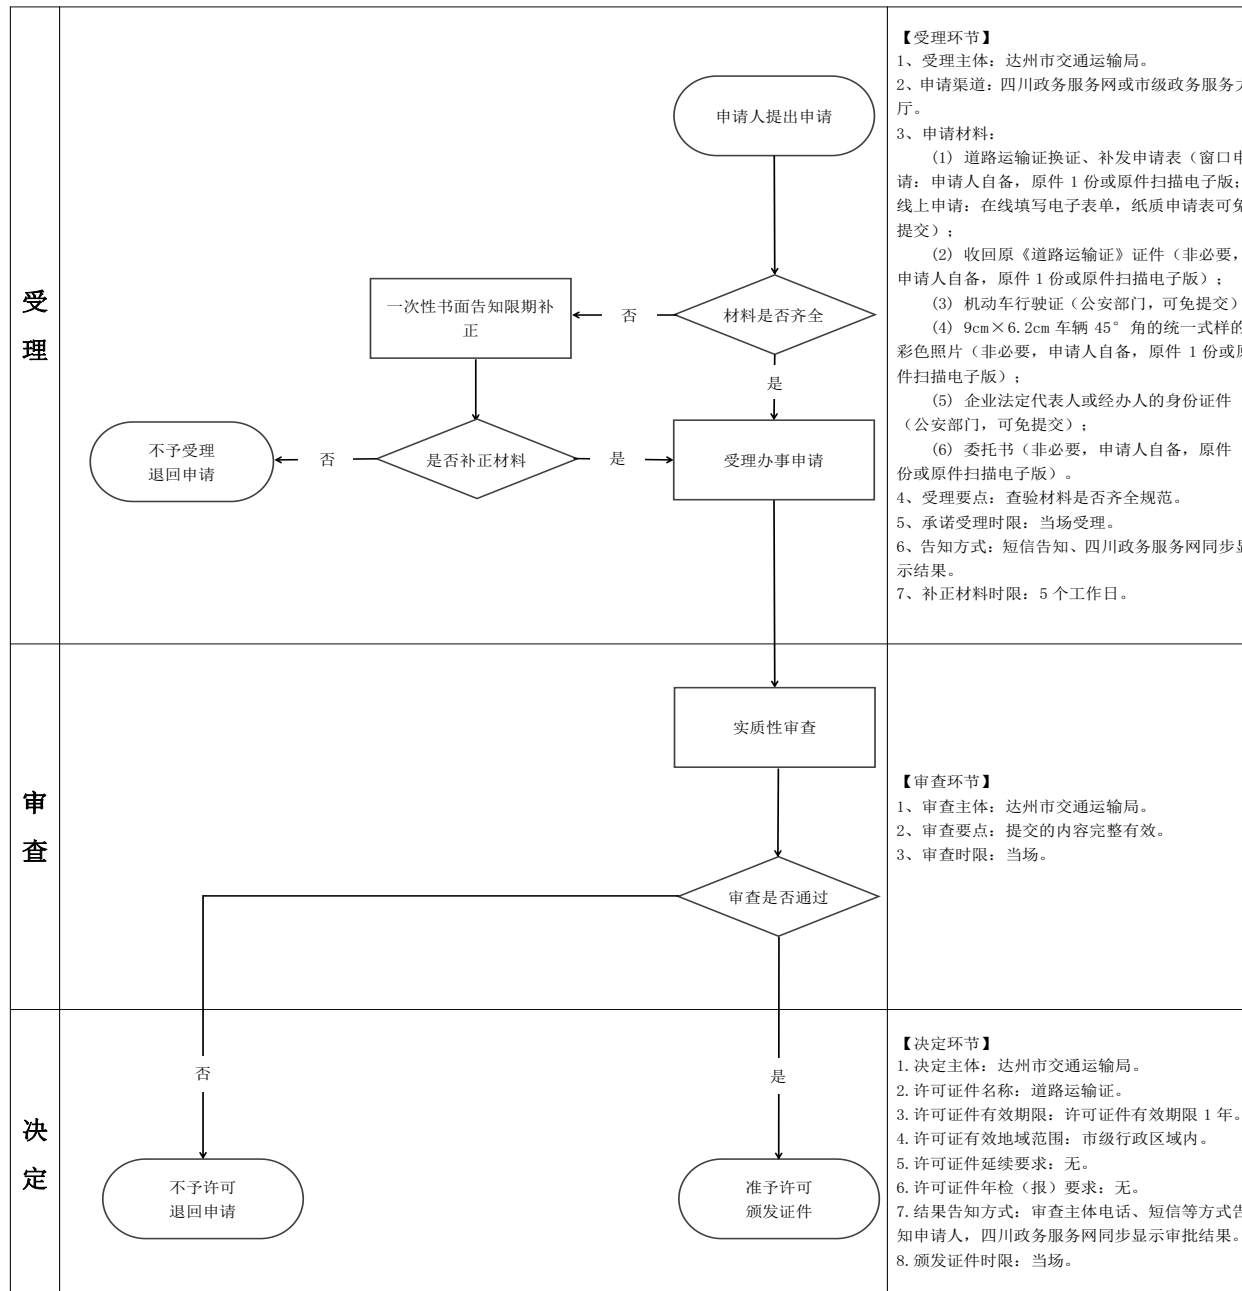 受
理
申请人提出申请
材料是否齐全
否
一次性书面告知限期补
正
是
是否补正材料
否
是
不予受理
退回申请
受理办事申请
【受理环节】
1、受理主体：达州市交通运输局。
2、申请渠道：四川政务服务网或市级政务服务大
厅。
3、申请材料：
(1) 道路运输证换证、补发申请表（窗口申
请：申请人自备，原件 1 份或原件扫描电子版；
线上申请：在线填写电子表单，纸质申请表可免
提交）；
(2) 收回原《道路运输证》证件（非必要，
申请人自备，原件 1 份或原件扫描电子版）；
(3) 机动车行驶证（公安部门，可免提交）
(4) 9cm×6.2cm 车辆 45° 角的统一式样的
彩色照片（非必要，申请人自备，原件 1 份或原
件扫描电子版）；
(5) 企业法定代表人或经办人的身份证件
（公安部门，可免提交）；
(6) 委托书（非必要，申请人自备，原件
份或原件扫描电子版）。
4、受理要点：查验材料是否齐全规范。
5、承诺受理时限：当场受理。
6、告知方式：短信告知、四川政务服务网同步显
示结果。
7、补正材料时限：5 个工作日。
审
查
实质性审查
审查是否通过
【审查环节】
1、审查主体：达州市交通运输局。
2、审查要点：提交的内容完整有效。
3、审查时限：当场。
决
定
否
是
不予许可
退回申请
准予许可
颁发证件
【决定环节】
1.决定主体：达州市交通运输局。
2.许可证件名称：道路运输证。
3.许可证件有效期限：许可证件有效期限 1 年。
4.许可证有效地域范围：市级行政区域内。
5.许可证件延续要求：无。
6.许可证件年检（报）要求：无。
7.结果告知方式：审查主体电话、短信等方式告
知申请人，四川政务服务网同步显示审批结果。
8.颁发证件时限：当场。